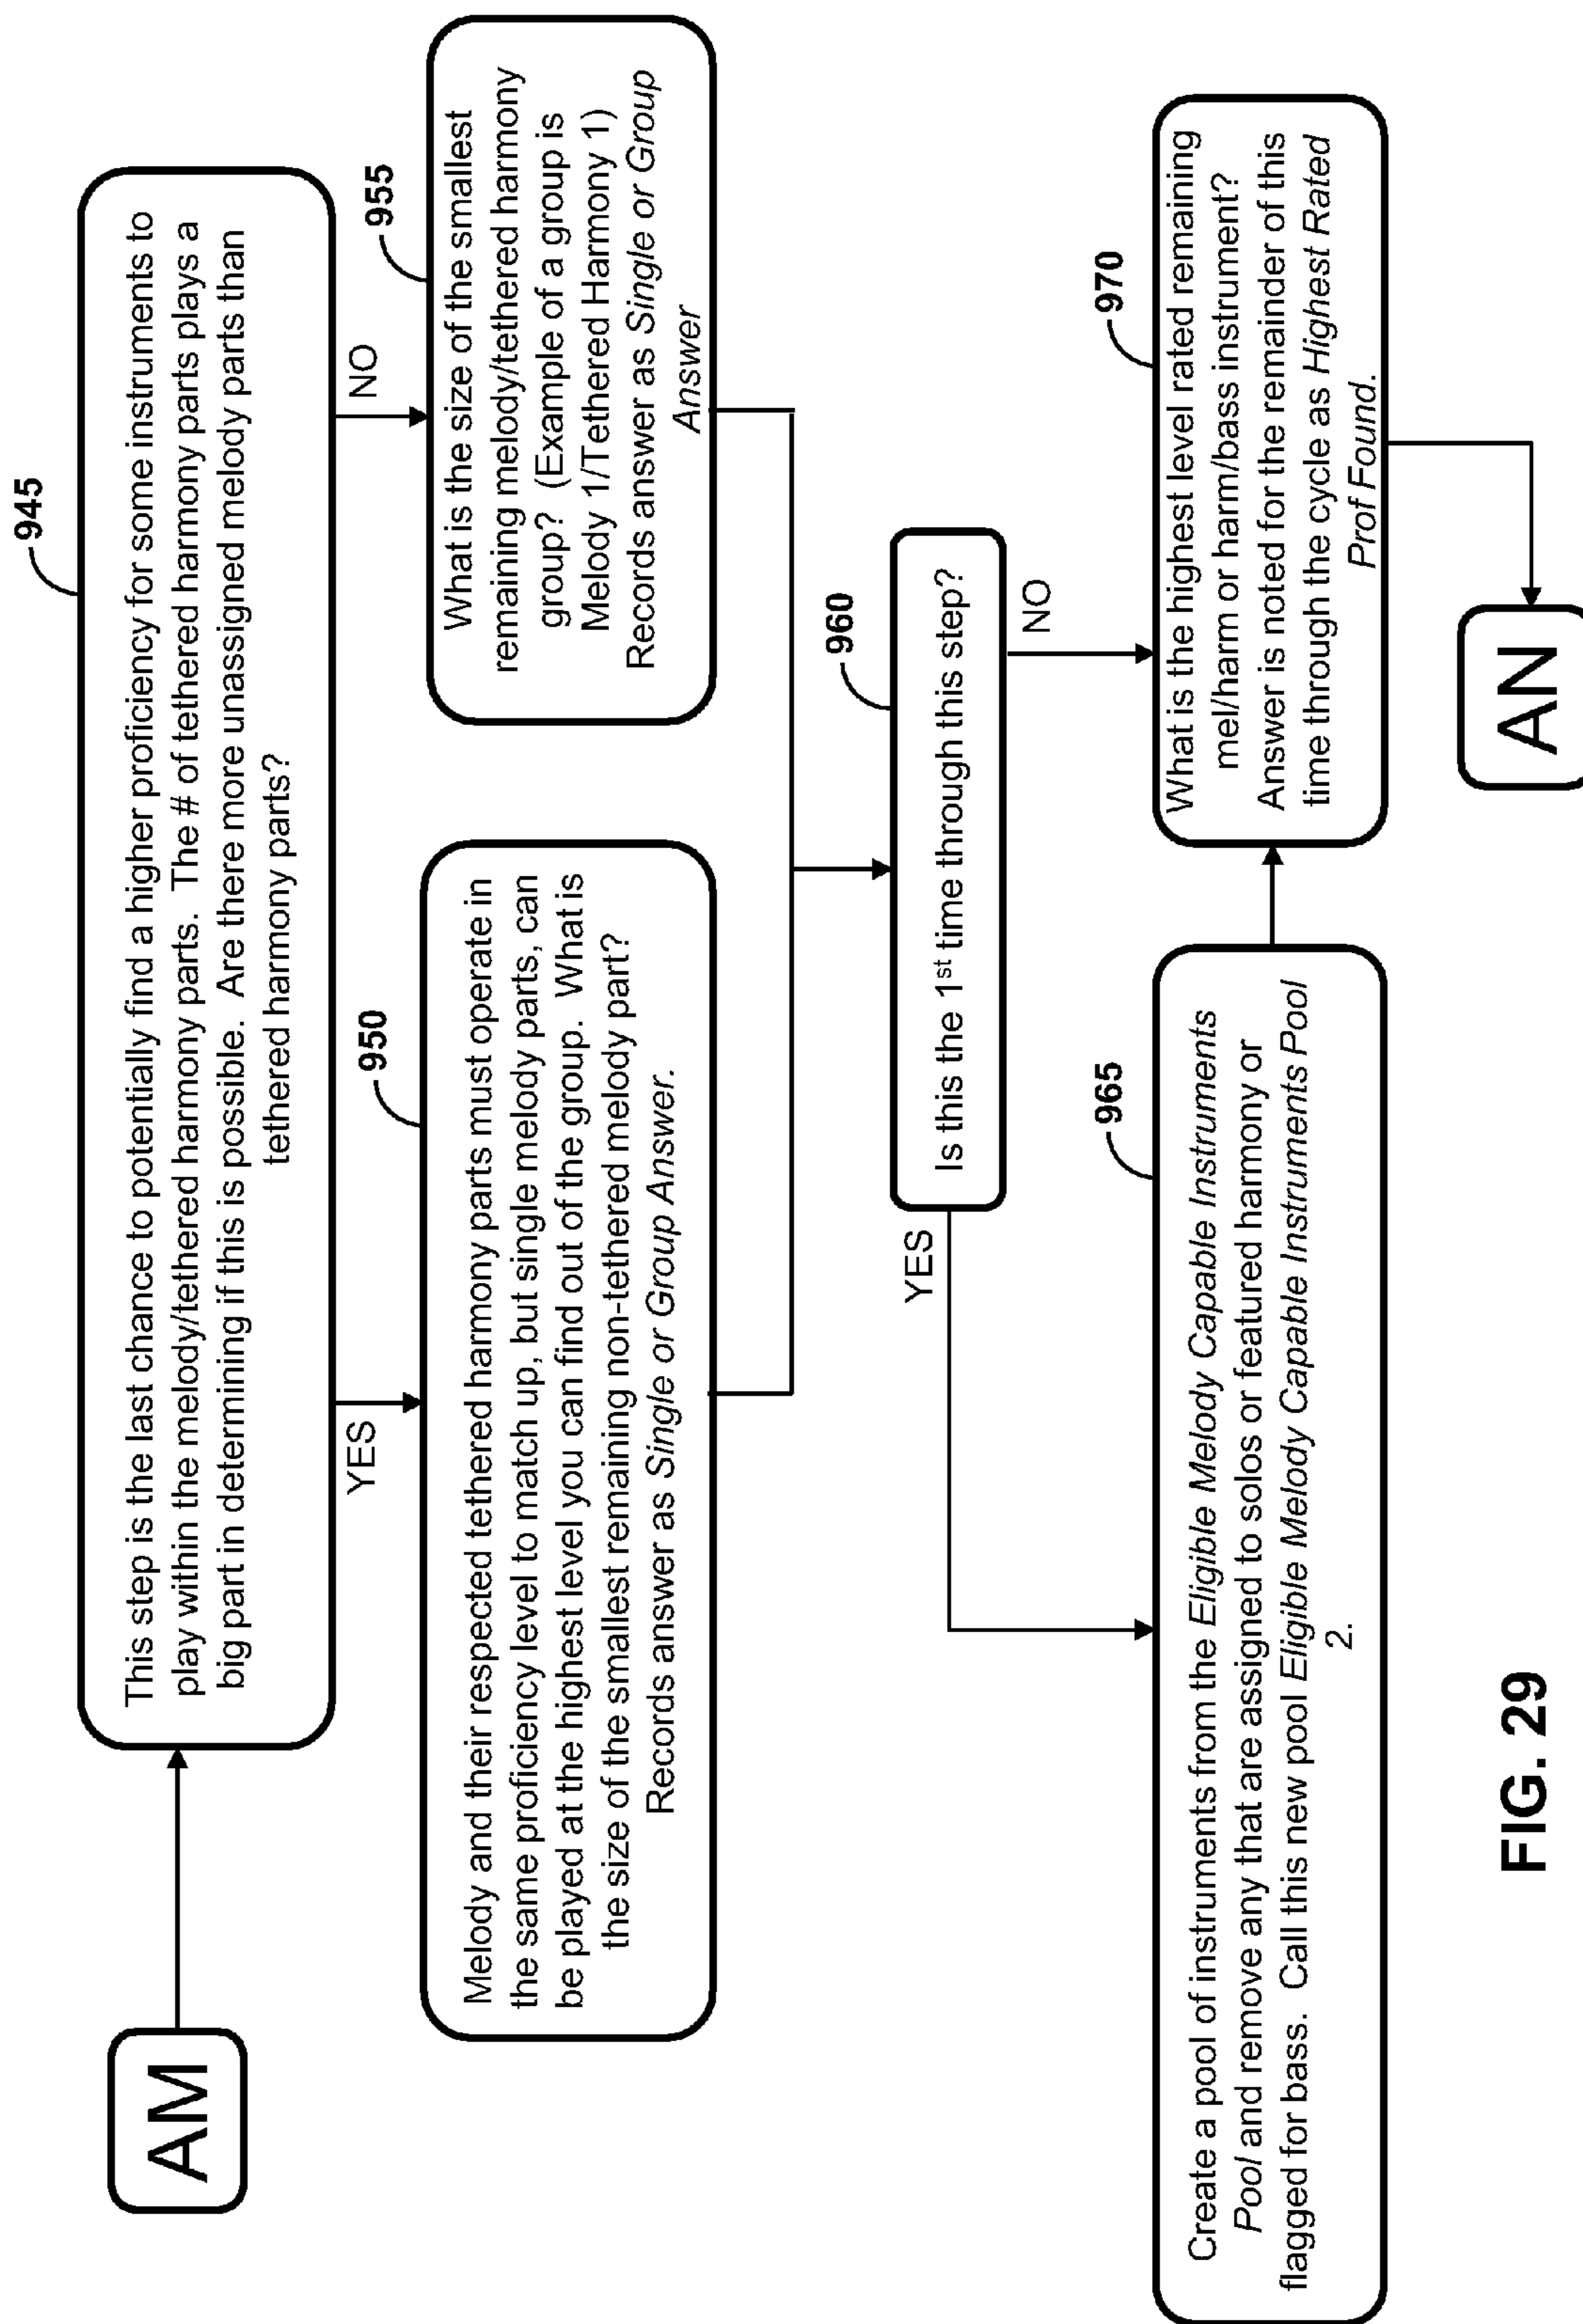 AM
945
This step is the last chance to potentially find a higher proficiency for some instruments to
play within the melody/tethered harmony parts. The # of tethered harmony parts plays a
big part in determining if this is possible. Are there more unassigned melody parts than
tethered harmony parts?
YES
NO
950
Melody and their respected tethered harmony parts must operate in
the same proficiency level to match up, but single melody parts, can
be played at the highest level you can find out of the group. What is
the size of the smallest remaining non-tethered melody part?
Records answer as Single or Group Answer.
955
What is the size of the smallest
remaining melody/tethered harmony
group? (Example of a group is
Melody 1/Tethered Harmony 1)
Records answer as Single or Group
Answer
960
Is this the 1st time through this step?
YES
NO
965
Create a pool of instruments from the Eligible Melody Capable Instruments
Pool and remove any that are assigned to solos or featured harmony or
flagged for bass. Call this new pool Eligible Melody Capable Instruments Pool
2.
970
What is the highest level rated remaining
mel/harm or harm/bass instrument?
Answer is noted for the remainder of this
time through the cycle as Highest Rated
Prof Found.
AN
FIG. 29